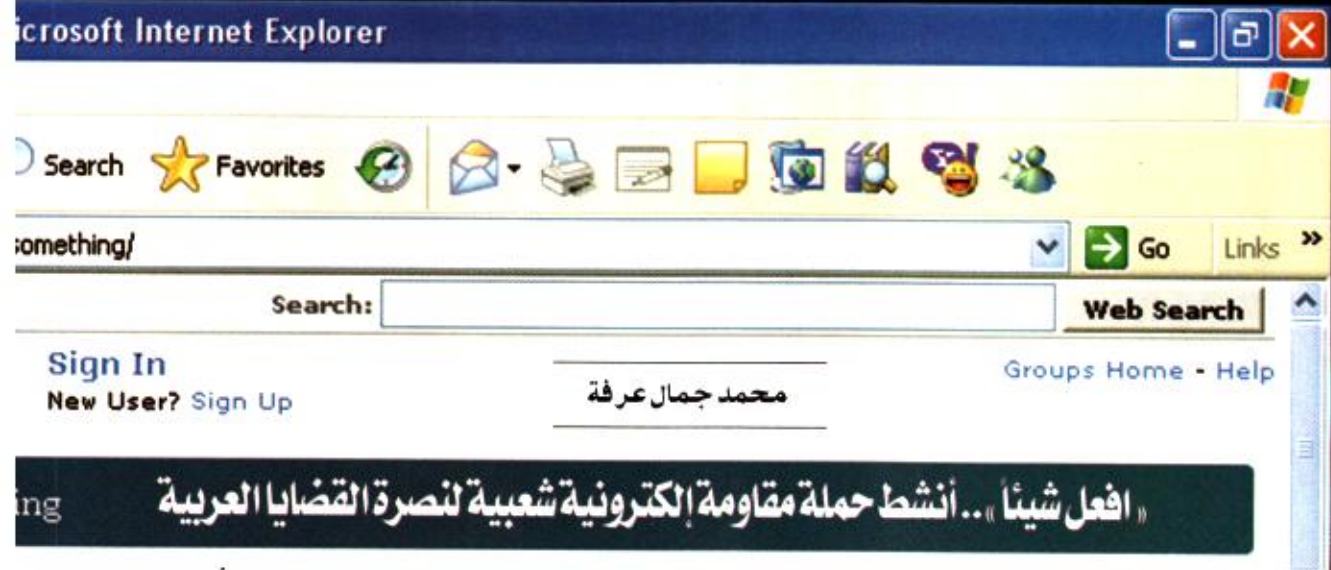 icrosoft Internet Explorer
Search Favorites
something/ Go Links »
Search: Web Search
Sign In
New User? Sign Up
محمد جمال عرفة
Groups Home - Help
ing
«افعل شيئاً».. أنشط حملة مقاومة إلكترونية شعبية لنصرة القضايا العربية